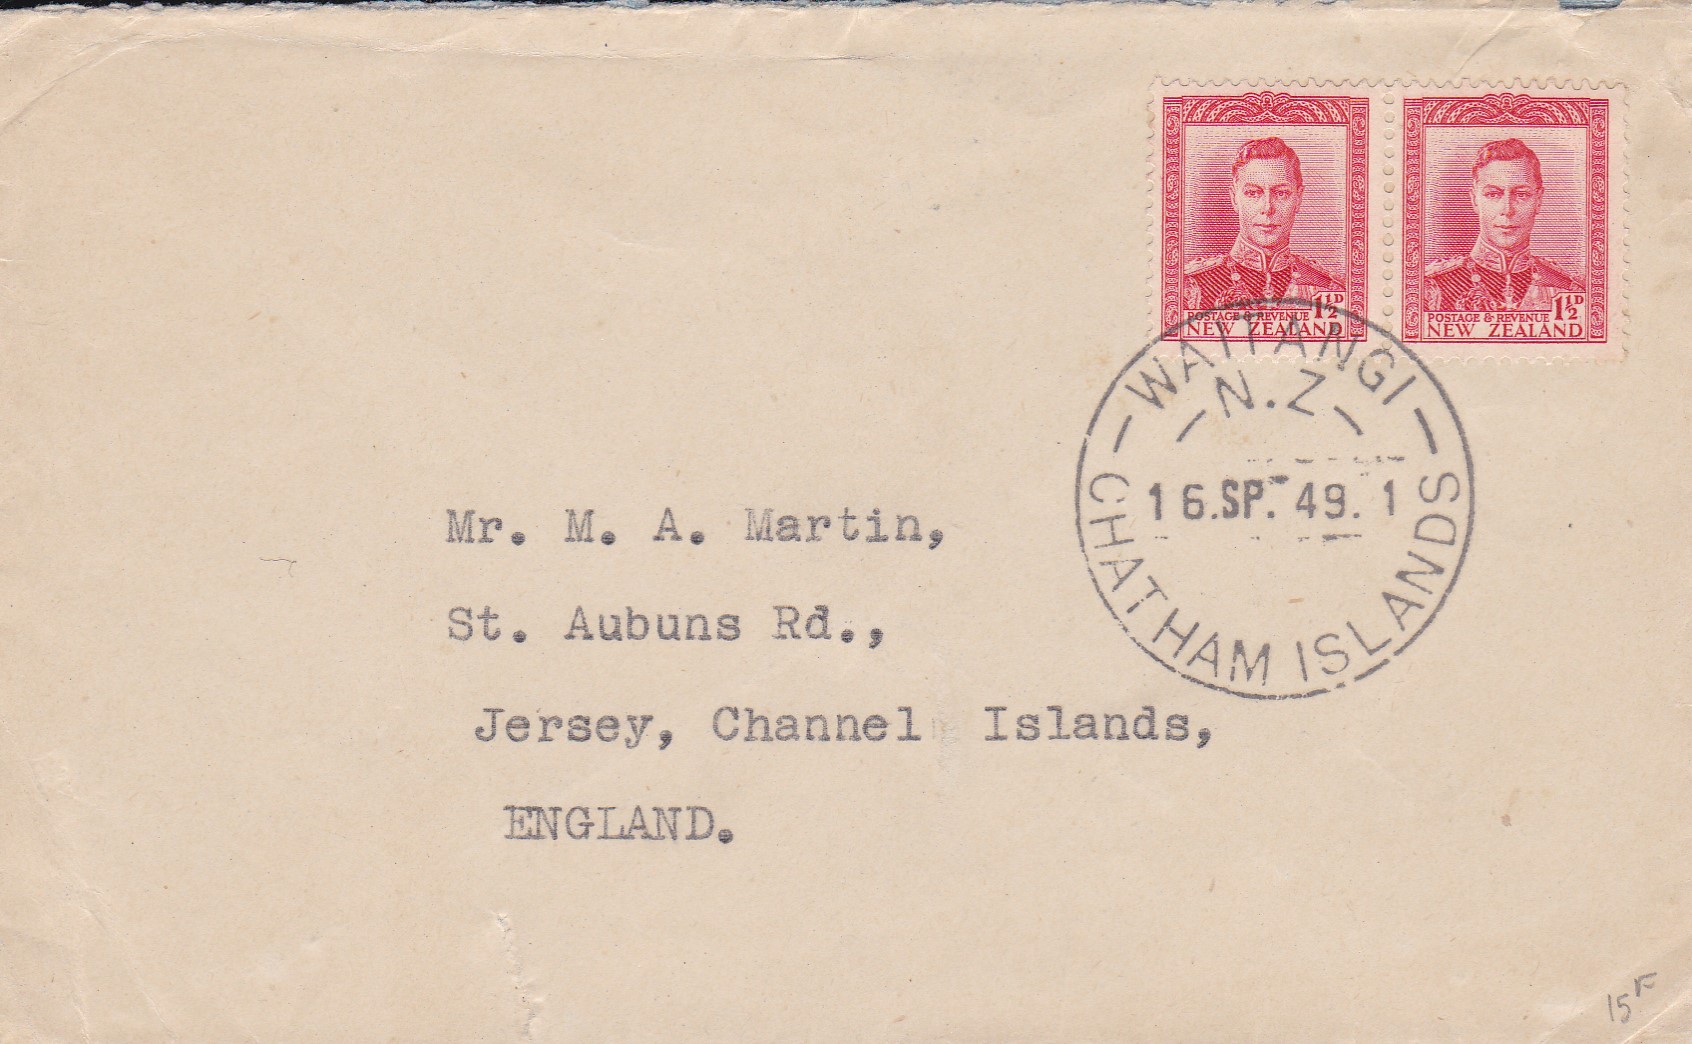 POSTAGE & REVENUE 1½D
NEW ZEALAND
POSTAGE & REVENUE 1½D
NEW ZEALAND
WAITANGI
N.Z
16.SP. 49. 1
CHATHAM ISLANDS
Mr. M. A. Martin,
St. Aubuns Rd.,
Jersey, Channel Islands,
ENGLAND.
15